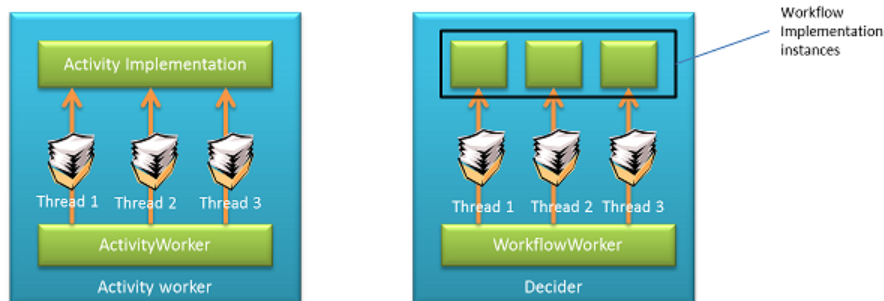 Activity Implementation
Thread 1
Thread 2
Thread 3
ActivityWorker
Activity worker
Workflow
Implementation
instances
Thread 1
Thread 2
Thread 3
WorkflowWorker
Decider